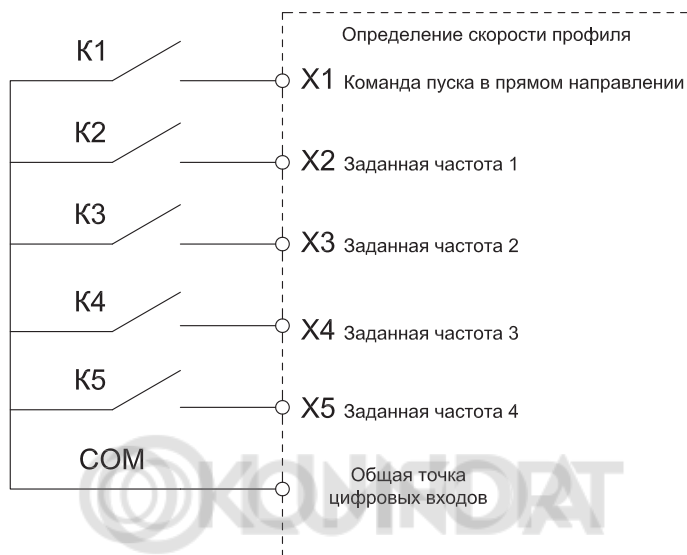 Определение скорости профиля
К1
X1 Команда пуска в прямом направлении
К2
X2 Заданная частота 1
К3
X3 Заданная частота 2
К4
X4 Заданная частота 3
К5
X5 Заданная частота 4
COM
Общая точка
цифровых входов